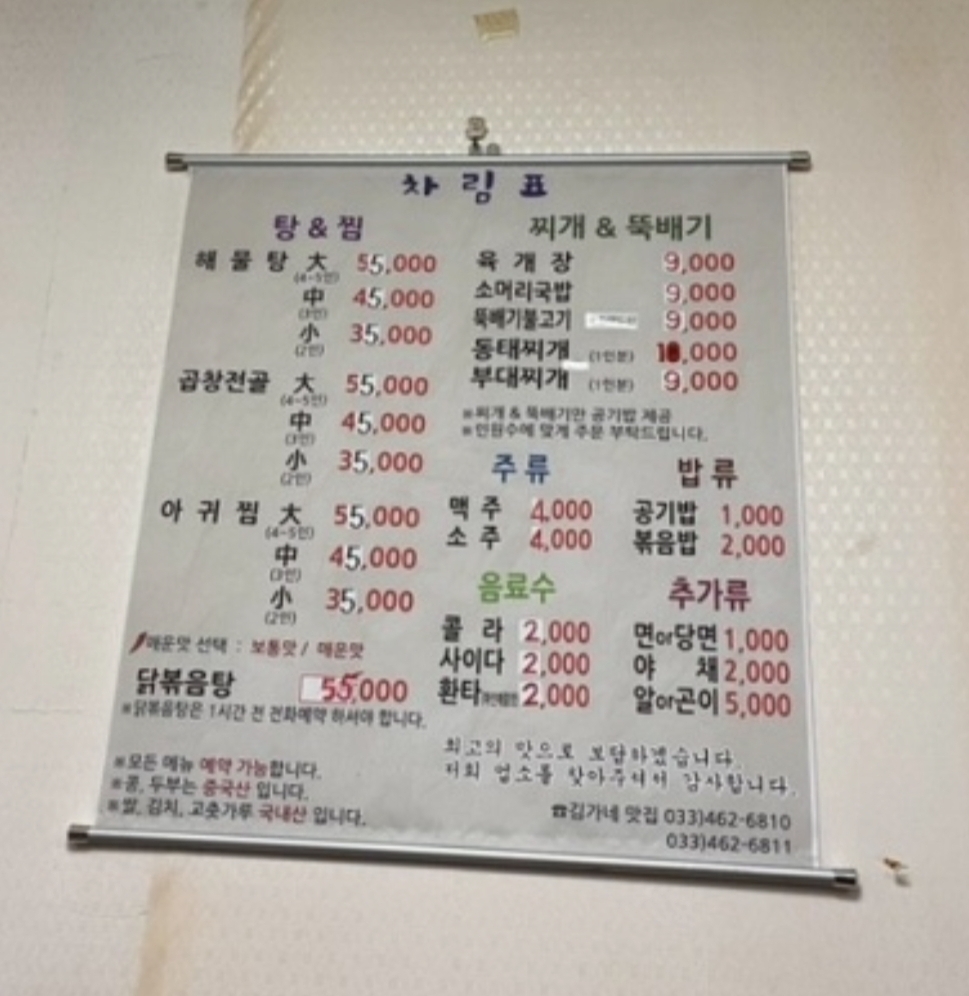 차림표
탕 & 찜
해물탕 大 55,000
(4~5인)
中 45,000
(3인)
小 35,000
(2인)
곱창전골 大 55,000
(4~5인)
中 45,000
(3인)
小 35,000
(2인)
아귀찜 大 55,000
(4~5인)
中 45,000
(3인)
小 35,000
(2인)
매운맛 선택 : 보통맛 / 매운맛
닭볶음탕 55,000
※닭볶음탕은 1시간 전 전화예약 하셔야 합니다.
※모든 메뉴 예약 가능합니다.
※콩, 두부는 중국산 입니다.
※쌀, 김치, 고춧가루 국내산 입니다.
찌개 & 뚝배기
육개장 9,000
소머리국밥 9,000
뚝배기불고기 9,000
동태찌개 (1인분)
부대찌개 (1인분) 9,000
※찌개 & 뚝배기만 공기밥 제공
※인원수에 맞게 주문 부탁드립니다.
주류
맥주 4,000
소주 4,000
밥류
공기밥 1,000
볶음밥 2,000
음료수
콜라 2,000
사이다 2,000
환타 2,000
추가류
면or당면 1,000
야채 2,000
알or곤이 5,000
최고의 맛으로 보답하겠습니다.
저희 업소를 찾아주셔서 감사합니다.
☎김가네 맛집 033)462-6810
033)462-6811